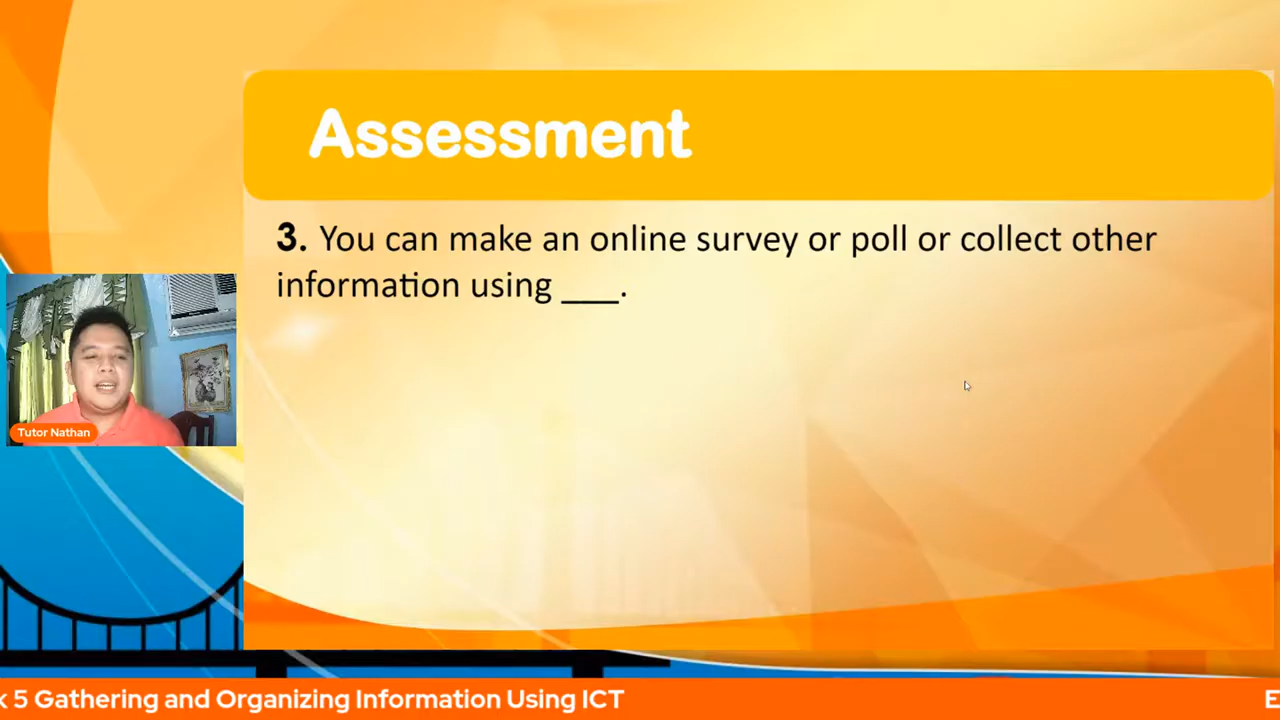 Assessment
3. You can make an online survey or poll or collect other
information using ___.
Tutor Nathan
k 5 Gathering and Organizing Information Using ICT
E